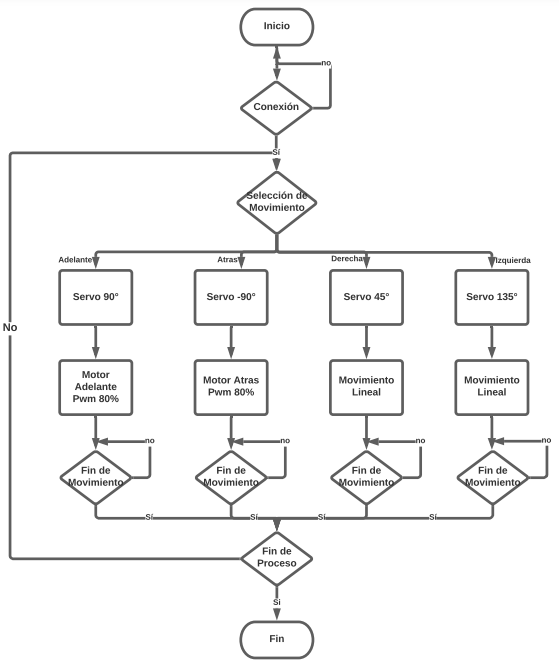 Inicio
no
Conexión
Sí
Selección de
Movimiento
Adelante
Atras
Derecha
Izquierda
Servo 90°
Servo -90°
Servo 45°
Servo 135°
No
Motor
Adelante
Pwm 80%
Motor Atras
Pwm 80%
Movimiento
Lineal
Movimiento
Lineal
no
no
no
no
Fin de
Movimiento
Fin de
Movimiento
Fin de
Movimiento
Fin de
Movimiento
Sí
Sí
Sí
Sí
Fin de
Proceso
Si
Fin